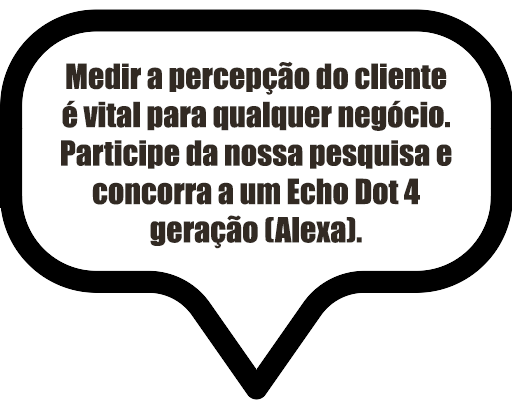 Medir a percepção do cliente
é vital para qualquer negócio.
Participe da nossa pesquisa e
concorra a um Echo Dot 4
geração (Alexa).